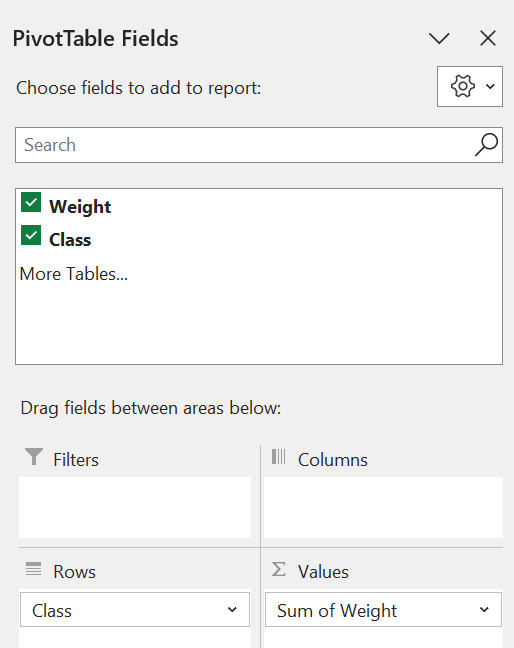 PivotTable Fields
Choose fields to add to report:
Search
Weight
Class
More Tables...
Drag fields between areas below:
Filters
Columns
Rows
Σ Values
Class
Sum of Weight